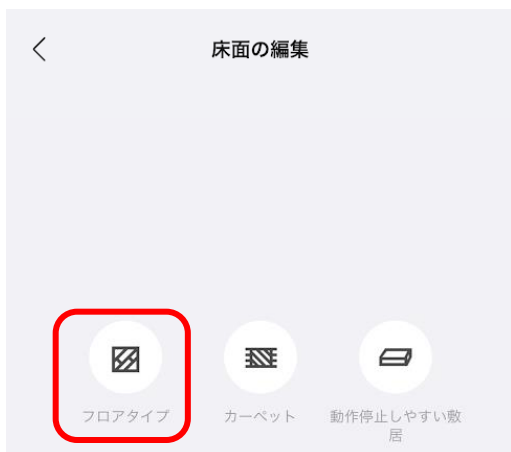 床面の編集
フロアタイプ
カーペット
動作停止しやすい敷
居